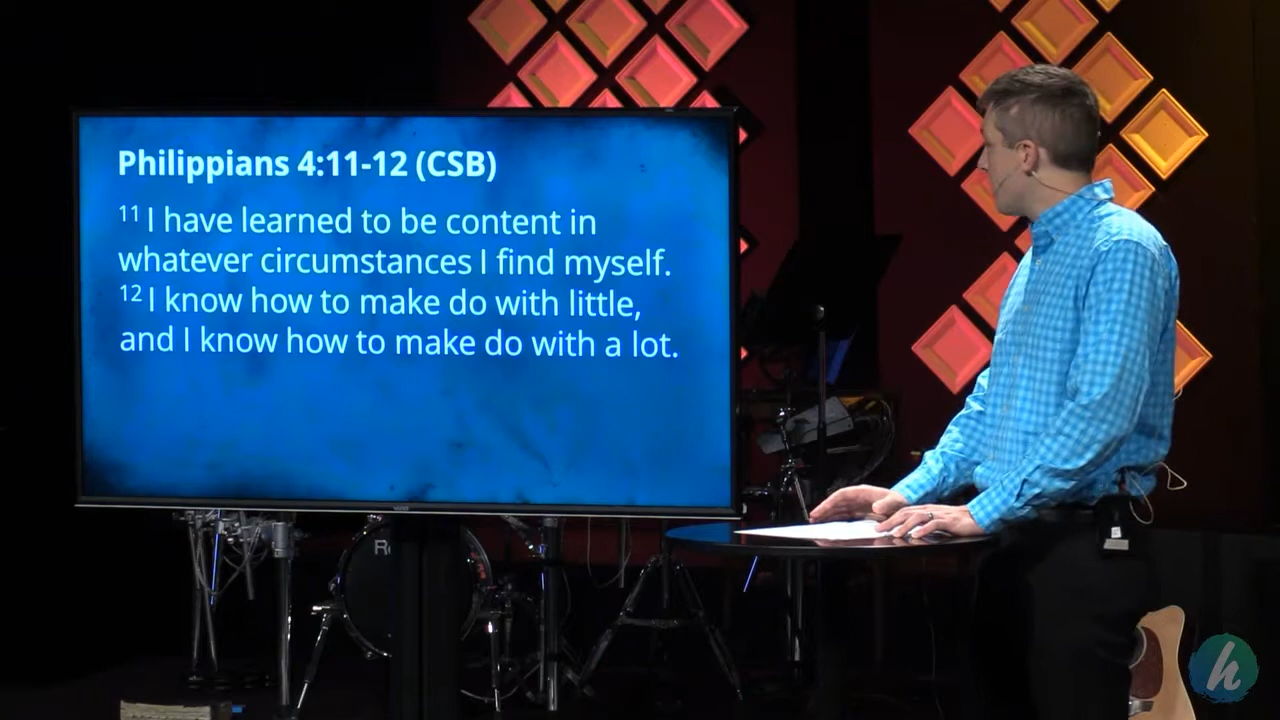 Philippians 4:11-12 (CSB)
11 I have learned to be content in
whatever circumstances I find myself.
12 I know how to make do with little,
and I know how to make do with a lot.
h